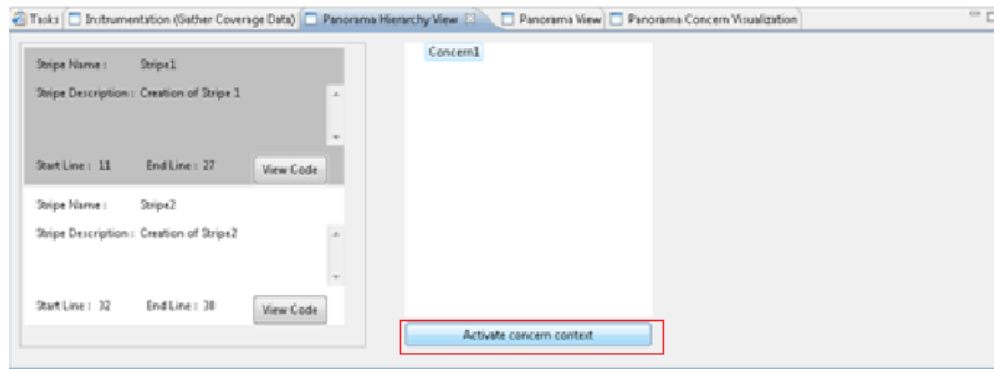 Tasks Instrumentation (Gather Coverage Data) Panorama Hierarchy View Panorama View Panorama Concern Visualization
Stripe Name : Stripe1
Stripe Description : Creation of Stripe 1
Start Line : 11 End Line : 27 View Code
Stripe Name : Stripe2
Stripe Description : Creation of Stripe2
Start Line : 32 End Line : 38 View Code
Concern1
Activate concern context